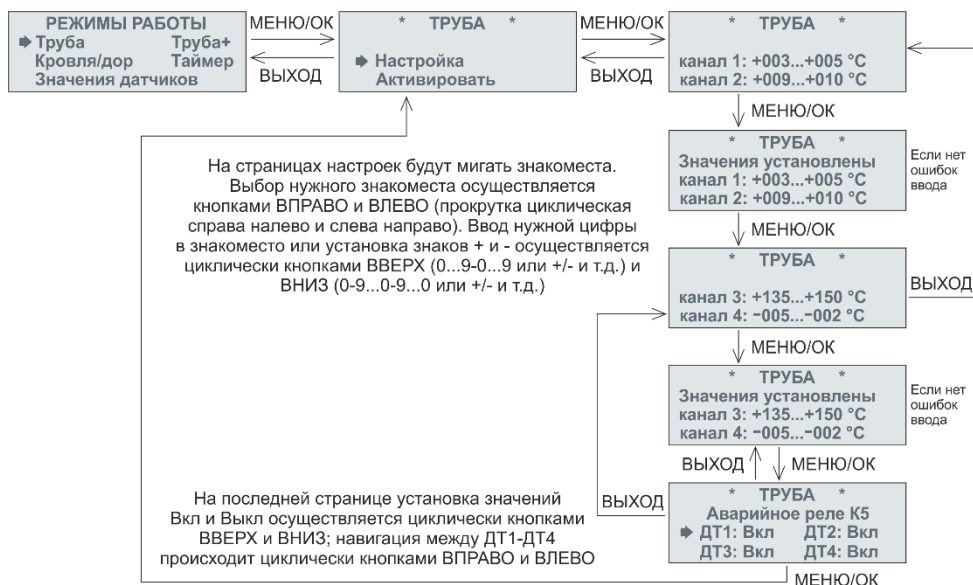 РЕЖИМЫ РАБОТЫ
➧ Труба Труба+
Кровля/дор Таймер
Значения датчиков
МЕНЮ/ОК
ВЫХОД
* ТРУБА *
➧ Настройка
Активировать
МЕНЮ/ОК
ВЫХОД
* ТРУБА *
канал 1: +003...+005 °C
канал 2: +009...+010 °C
МЕНЮ/ОК
* ТРУБА *
Значения установлены
канал 1: +003...+005 °C
канал 2: +009...+010 °C
Если нет
ошибок
ввода
МЕНЮ/ОК
На страницах настроек будут мигать знакоместа.
Выбор нужного знакоместа осуществляется
кнопками ВПРАВО и ВЛЕВО (прокрутка циклическая
справа налево и слева направо). Ввод нужной цифры
в знакоместо или установка знаков + и - осуществляется
циклически кнопками ВВЕРХ (0...9-0...9 или +/- и т.д.) и
ВНИЗ (0-9...0-9...0 или +/- и т.д.)
* ТРУБА *
канал 3: +135...+150 °C
канал 4: −005...−002 °C
ВЫХОД
МЕНЮ/ОК
* ТРУБА *
Значения установлены
канал 3: +135...+150 °C
канал 4: −005...−002 °C
Если нет
ошибок
ввода
ВЫХОД
МЕНЮ/ОК
На последней странице установка значений
Вкл и Выкл осуществляется циклически кнопками
ВВЕРХ и ВНИЗ; навигация между ДТ1-ДТ4
происходит циклически кнопками ВПРАВО и ВЛЕВО
ВЫХОД
* ТРУБА *
Аварийное реле К5
➧ ДТ1: Вкл ДТ2: Вкл
ДТ3: Вкл ДТ4: Вкл
МЕНЮ/ОК